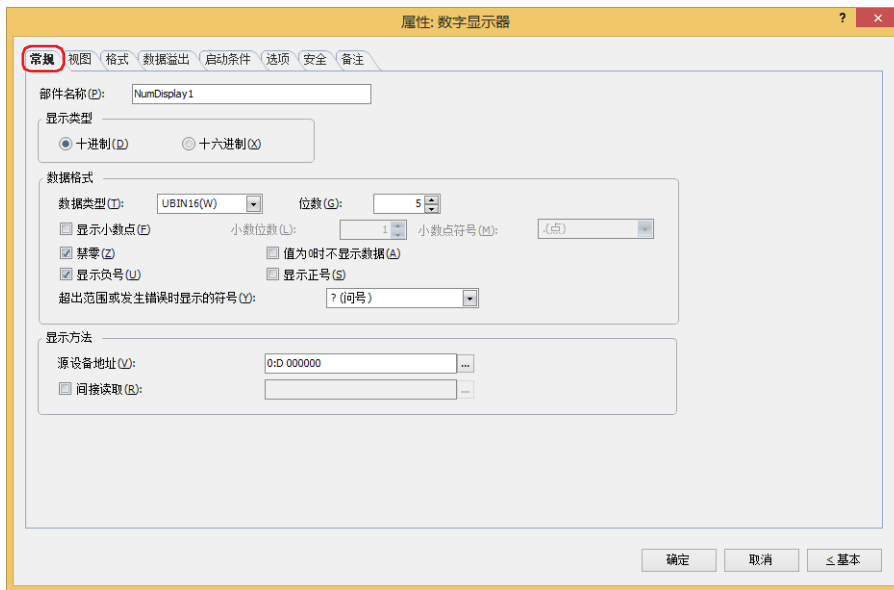 属性: 数字显示器 ? ×
常规 视图 格式 数据溢出 启动条件 选项 安全 备注
部件名称(P): NumDisplay1
显示类型
十进制(D) 十六进制(X)
数据格式
数据类型(T): UBIN16(W) 位数(G): 5
显示小数点(F) 小数位数(L): 1 小数点符号(M): .(点)
禁零(Z) 值为0时不显示数据(A)
显示负号(U) 显示正号(S)
超出范围或发生错误时显示的符号(Y): ? (问号)
显示方法
源设备地址(V): 0:D 000000 ...
间接读取(R): ...
确定 取消 ≤基本